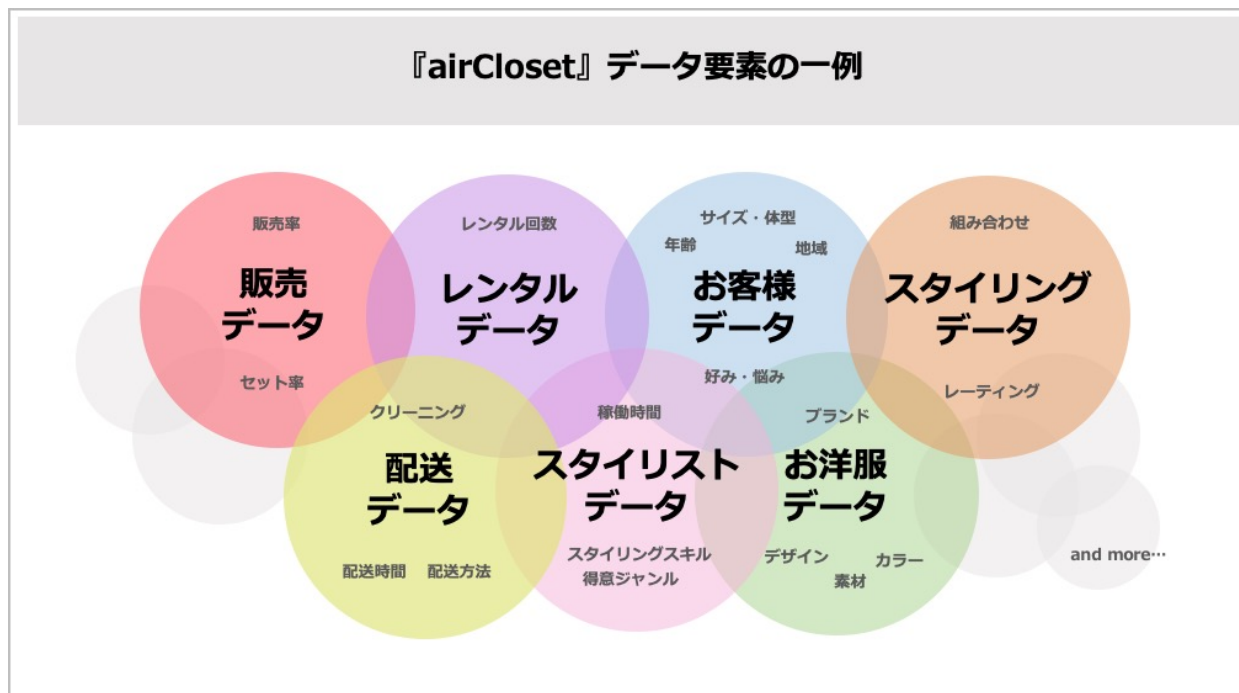 『airCloset』データ要素の一例
販売率
販売
データ
セット率
レンタル回数
レンタル
データ
サイズ・体型
年齢
地域
お客様
データ
好み・悩み
組み合わせ
スタイリング
データ
レーティング
クリーニング
配送
データ
配送時間
配送方法
稼働時間
スタイリスト
データ
スタイリングスキル
得意ジャンル
ブランド
お洋服
データ
デザイン
カラー
素材
and more…